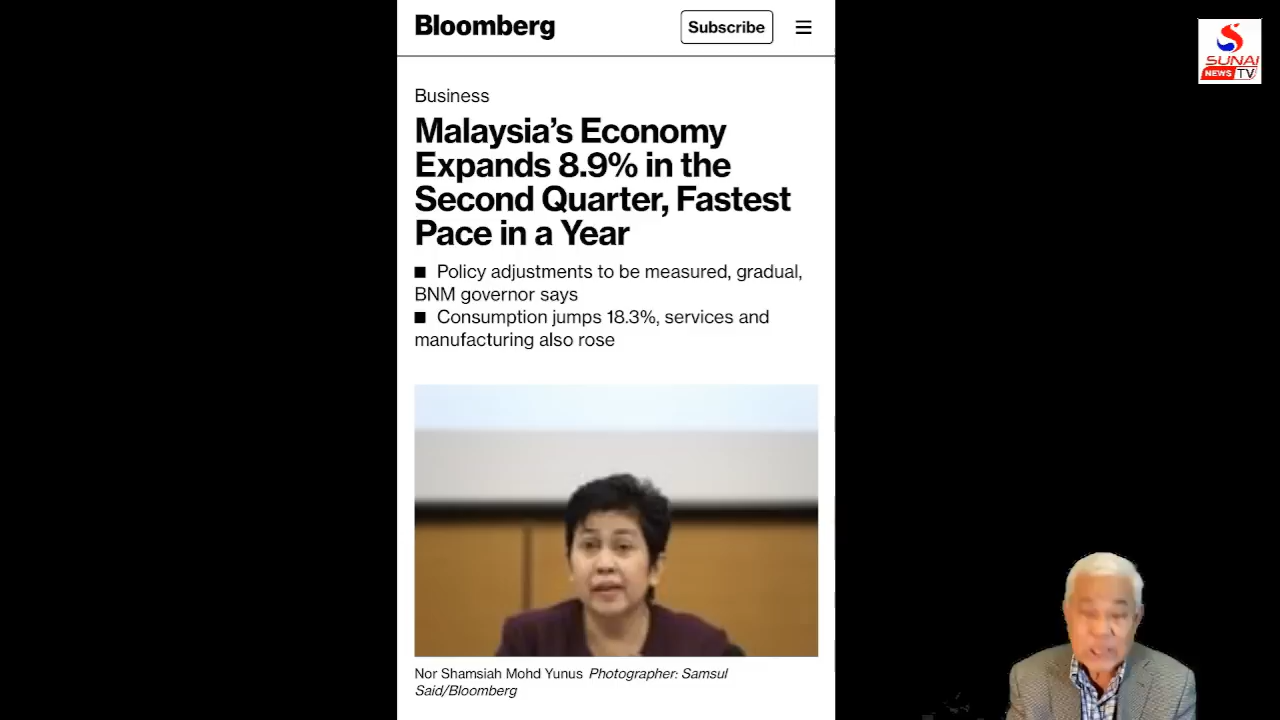 Bloomberg
Subscribe
SUNAI
NEWS TV
Business
Malaysia's Economy
Expands 8.9% in the
Second Quarter, Fastest
Pace in a Year
■ Policy adjustments to be measured, gradual,
BNM governor says
■ Consumption jumps 18.3%, services and
manufacturing also rose
Nor Shamsiah Mohd Yunus Photographer: Samsul
Said/Bloomberg